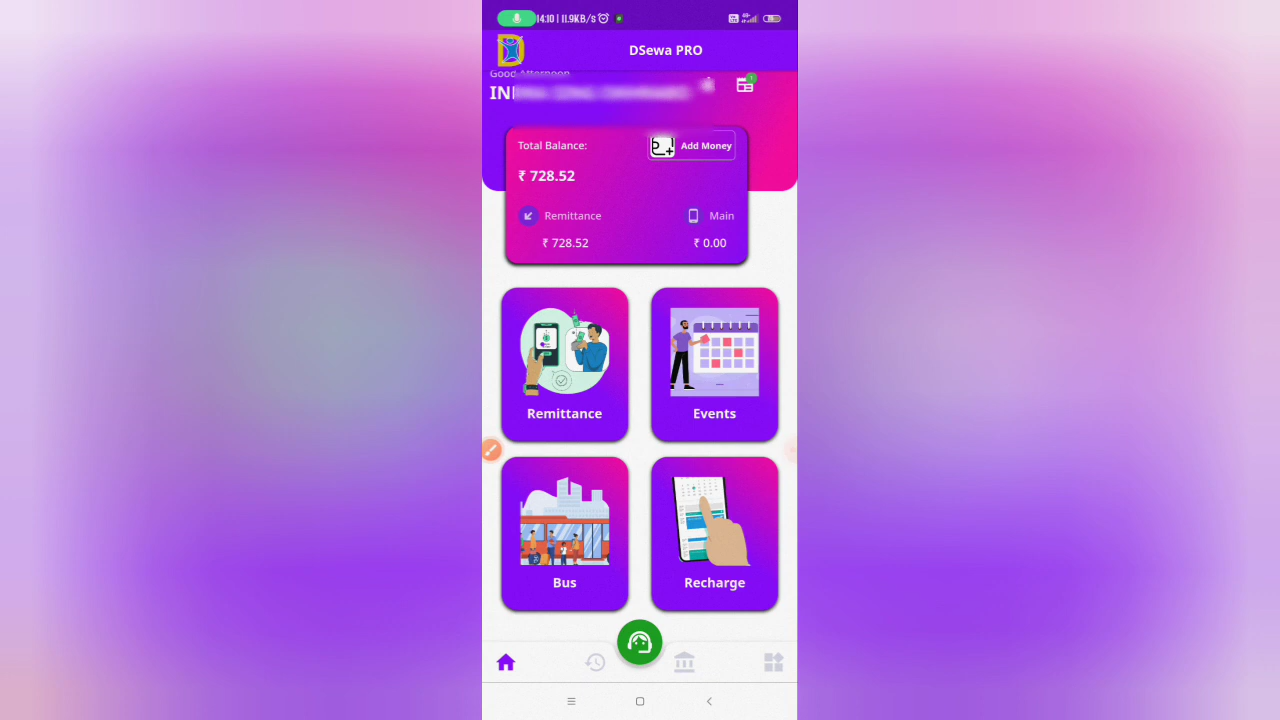 14:10 | 11.9KB/s
DSewa PRO
Good Afternoon
Total Balance:
Add Money
₹ 728.52
Remittance
Main
₹ 728.52
₹ 0.00
Remittance
Events
Bus
Recharge